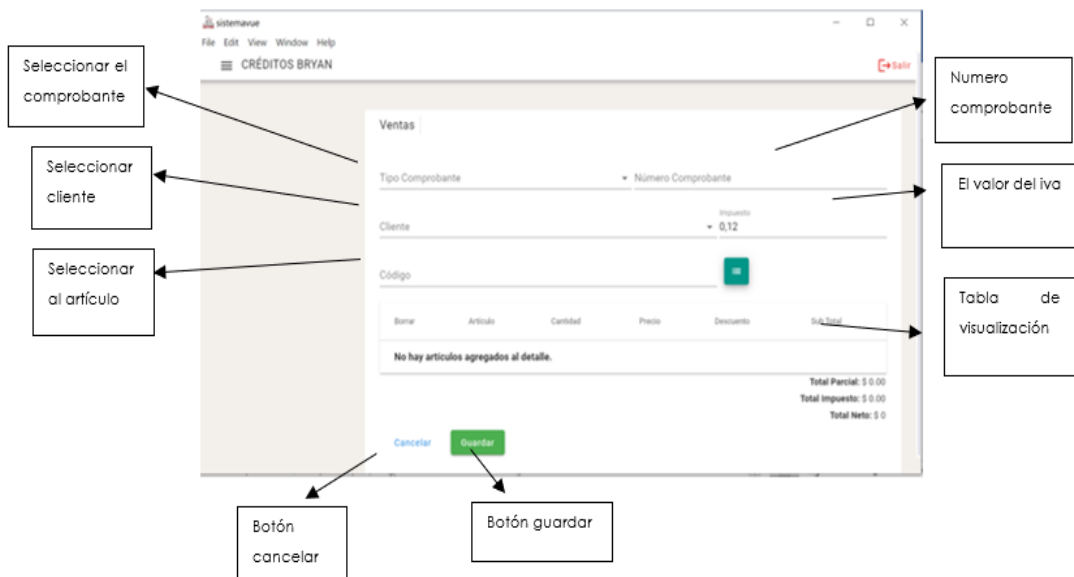 sistemavue
File Edit View Window Help
CRÉDITOS BRYAN
Salir
Seleccionar el
comprobante
Numero
comprobante
Ventas
Seleccionar
cliente
Tipo Comprobante
Número Comprobante
El valor del iva
Cliente
Impuesto
0,12
Seleccionar
al artículo
Código
Tabla de
visualización
Borrar Artículo Cantidad Precio Descuento Sub Total
No hay artículos agregados al detalle.
Total Parcial: $ 0.00
Total Impuesto: $ 0.00
Total Neto: $ 0
Cancelar
Guardar
Botón
cancelar
Botón guardar